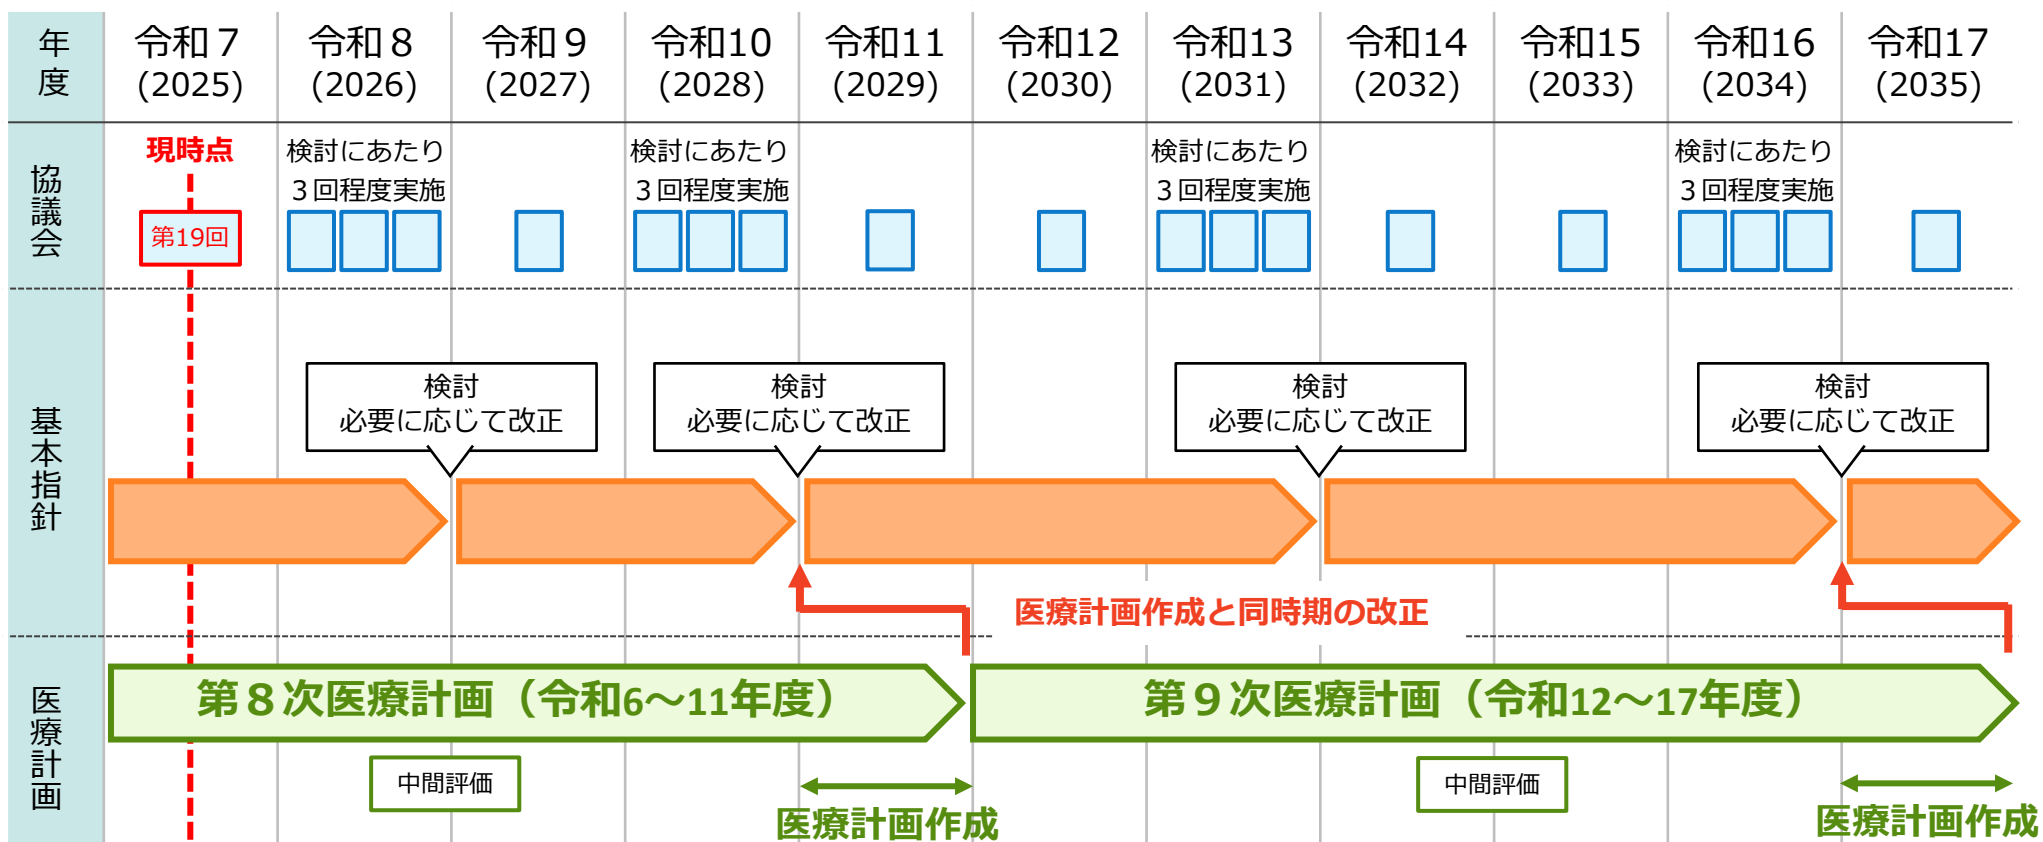 年度
令和７
(2025)
令和８
(2026)
令和９
(2027)
令和10
(2028)
令和11
(2029)
令和12
(2030)
令和13
(2031)
令和14
(2032)
令和15
(2033)
令和16
(2034)
令和17
(2035)
協議会
現時点
第19回
検討にあたり
３回程度実施
検討にあたり
３回程度実施
検討にあたり
３回程度実施
検討にあたり
３回程度実施
基本指針
検討
必要に応じて改正
検討
必要に応じて改正
検討
必要に応じて改正
検討
必要に応じて改正
医療計画作成と同時期の改正
医療計画
第８次医療計画（令和6～11年度）
第９次医療計画（令和12～17年度）
中間評価
医療計画作成
中間評価
医療計画作成